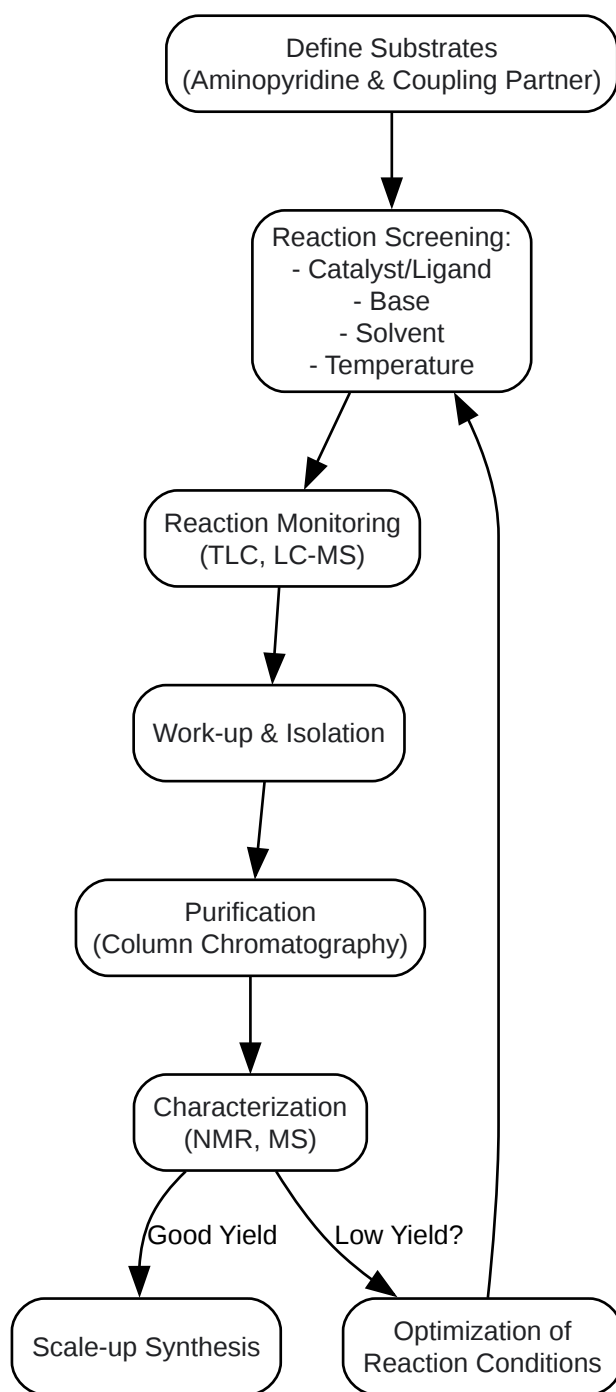 Define Substrates
(Aminopyridine & Coupling Partner)
Reaction Screening:
- Catalyst/Ligand
- Base
- Solvent
- Temperature
Reaction Monitoring
(TLC, LC-MS)
Work-up & Isolation
Purification
(Column Chromatography)
Characterization
(NMR, MS)
Good Yield
Low Yield?
Scale-up Synthesis
Optimization of
Reaction Conditions